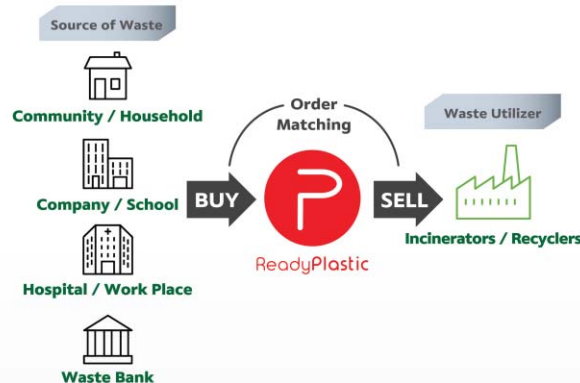 Source of Waste
Community / Household
Company / School
Hospital / Work Place
Waste Bank
BUY
Order
Matching
P
ReadyPlastic
SELL
Waste Utilizer
Incinerators / Recyclers